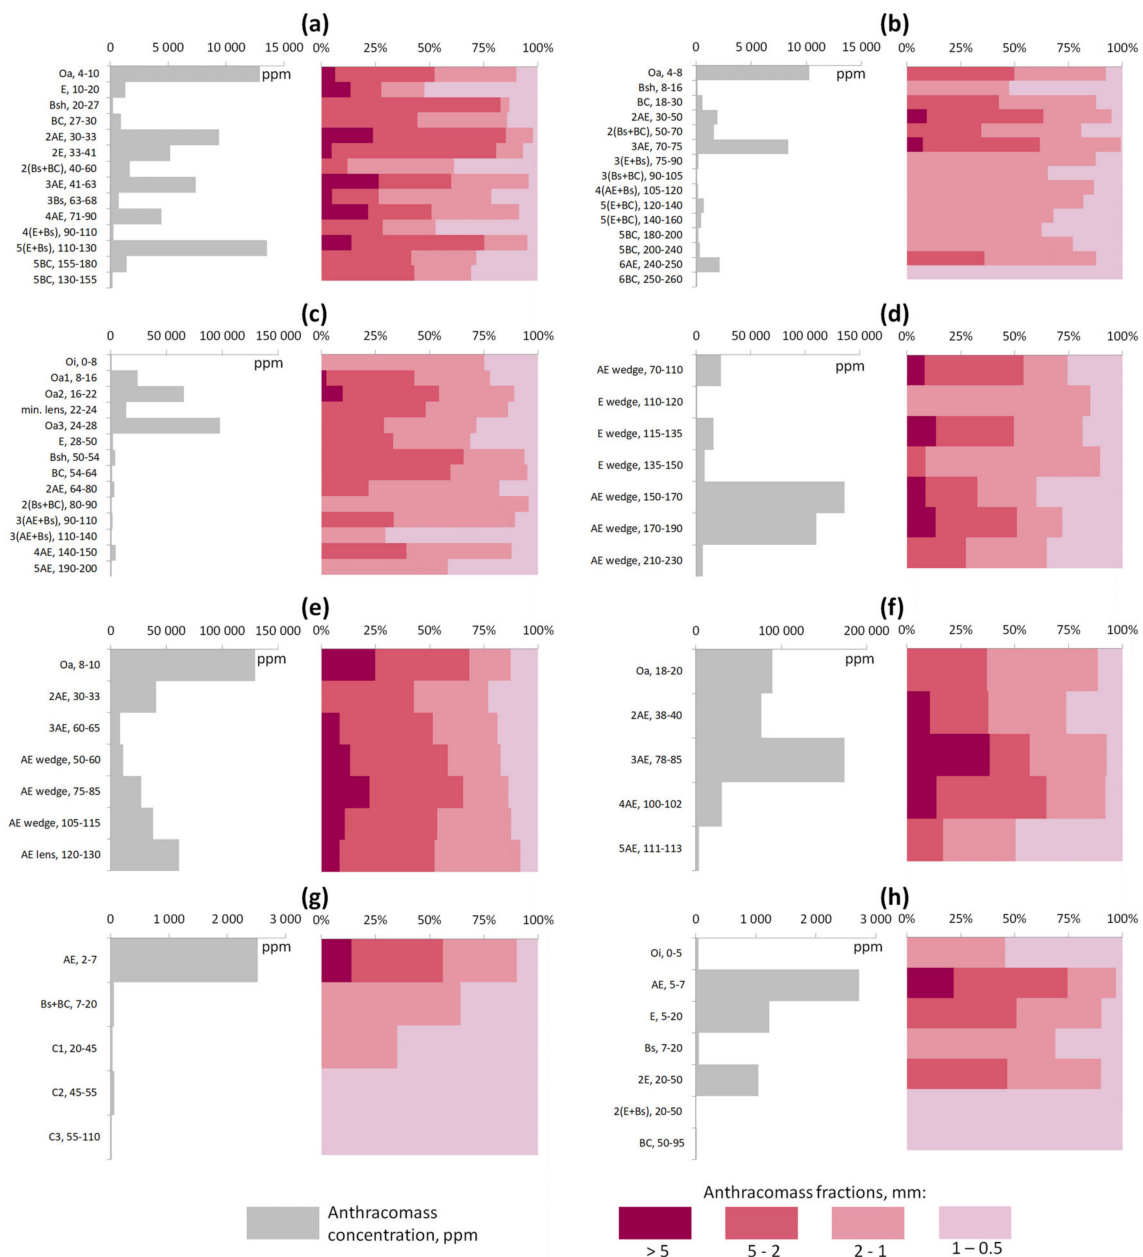 (a)
0 5 000 10 000 15 000 0% 25% 50% 75% 100%
ppm
Oa, 4-10
E, 10-20
Bsh, 20-27
BC, 27-30
2AE, 30-33
2E, 33-41
2(Bs+BC), 40-60
3AE, 41-63
3Bs, 63-68
4AE, 71-90
4(E+Bs), 90-110
5(E+Bs), 110-130
5BC, 155-180
5BC, 130-155
(b)
0 5 000 10 000 15 000 0% 25% 50% 75% 100%
ppm
Oa, 4-8
Bsh, 8-16
BC, 18-30
2AE, 30-50
2(Bs+BC), 50-70
3AE, 70-75
3(E+Bs), 75-90
3(Bs+BC), 90-105
4(AE+Bs), 105-120
5(E+BC), 120-140
5(E+BC), 140-160
5BC, 180-200
5BC, 200-240
6AE, 240-250
6BC, 250-260
(c)
0 50 000 100 000 150 000 0% 25% 50% 75% 100%
ppm
Oi, 0-8
Oa1, 8-16
Oa2, 16-22
min. lens, 22-24
Oa3, 24-28
E, 28-50
Bsh, 50-54
BC, 54-64
2AE, 64-80
2(Bs+BC), 80-90
3(AE+Bs), 90-110
3(AE+Bs), 110-140
4AE, 140-150
5AE, 190-200
(d)
0 50 000 100 000 150 000 0% 25% 50% 75% 100%
ppm
AE wedge, 70-110
E wedge, 110-120
E wedge, 115-135
E wedge, 135-150
AE wedge, 150-170
AE wedge, 170-190
AE wedge, 210-230
(e)
0 50 000 100 000 150 000 0% 25% 50% 75% 100%
ppm
Oa, 8-10
2AE, 30-33
3AE, 60-65
AE wedge, 50-60
AE wedge, 75-85
AE wedge, 105-115
AE lens, 120-130
(f)
0 100 000 200 000 0% 25% 50% 75% 100%
ppm
Oa, 18-20
2AE, 38-40
3AE, 78-85
4AE, 100-102
5AE, 111-113
(g)
0 1 000 2 000 3 000 0% 25% 50% 75% 100%
ppm
AE, 2-7
Bs+BC, 7-20
C1, 20-45
C2, 45-55
C3, 55-110
(h)
0 1 000 2 000 3 000 0% 25% 50% 75% 100%
ppm
Oi, 0-5
AE, 5-7
E, 5-20
Bs, 7-20
2E, 20-50
2(E+Bs), 20-50
BC, 50-95
Anthracomass
concentration, ppm
Anthracomass fractions, mm:
> 5 5 - 2 2 - 1 1 – 0.5